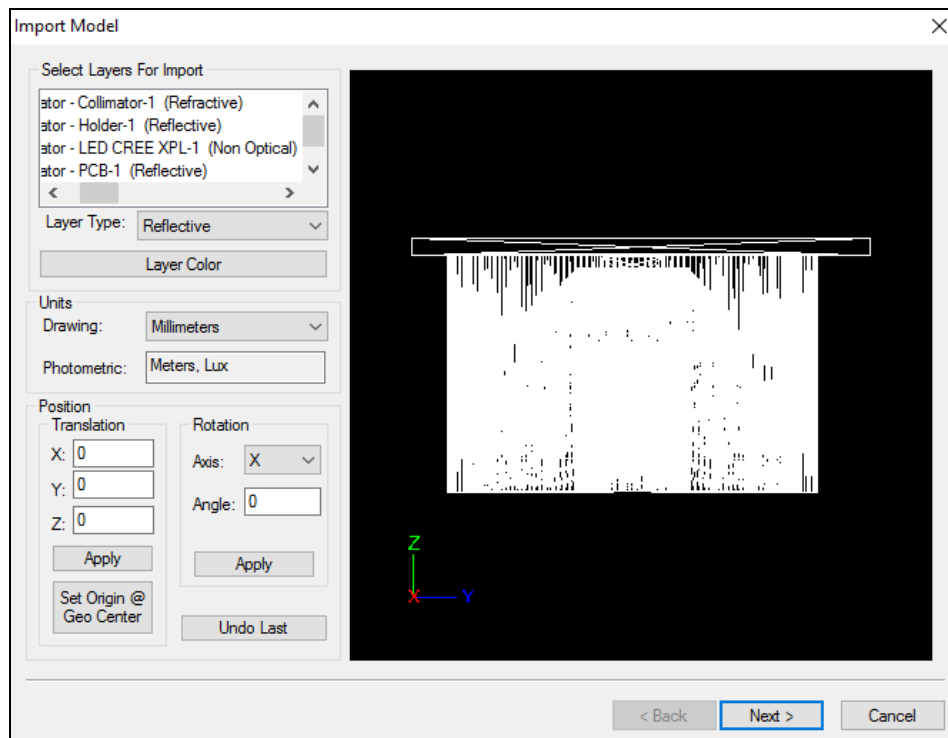 Import Model
Select Layers For Import
ator - Collimator-1 (Refractive)
ator - Holder-1 (Reflective)
ator - LED CREE XPL-1 (Non Optical)
ator - PCB-1 (Reflective)
Layer Type: Reflective
Layer Color
Units
Drawing: Millimeters
Photometric: Meters, Lux
Position
Translation
X: 0
Y: 0
Z: 0
Apply
Set Origin @
Geo Center
Rotation
Axis: X
Angle: 0
Apply
Undo Last
Z
X
Y
< Back
Next >
Cancel